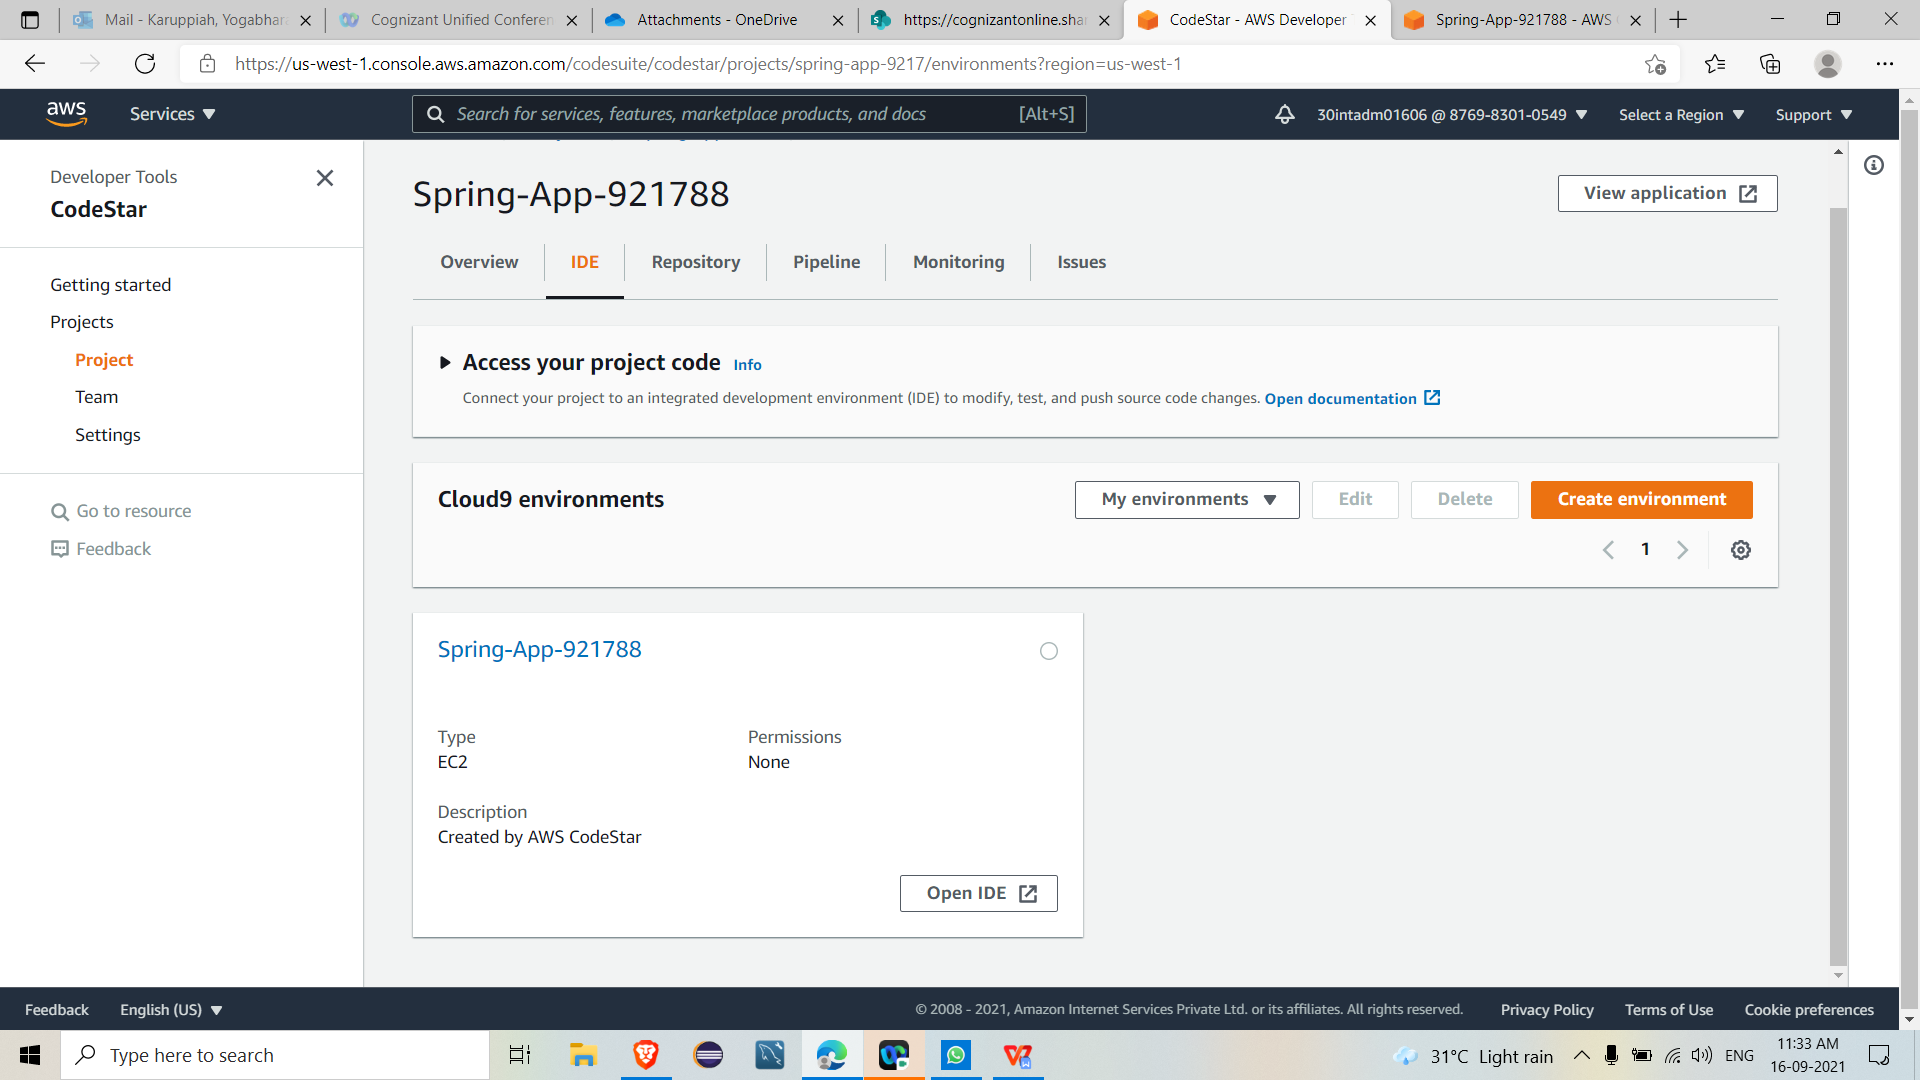 Mail - Karuppiah, Yogabhara
Cognizant Unified Conferen
Attachments - OneDrive
https://cognizantonline.shar
CodeStar - AWS Developer T
Spring-App-921788 - AWS C
https://us-west-1.console.aws.amazon.com/codesuite/codestar/projects/spring-app-9217/environments?region=us-west-1
aws
Services
Search for services, features, marketplace products, and docs
[Alt+S]
30intadm01606 @ 8769-8301-0549
Select a Region
Support
Developer Tools
CodeStar
Getting started
Projects
Project
Team
Settings
Go to resource
Feedback
Spring-App-921788
View application
Overview
IDE
Repository
Pipeline
Monitoring
Issues
Access your project code Info
Connect your project to an integrated development environment (IDE) to modify, test, and push source code changes. Open documentation
Cloud9 environments
My environments
Edit
Delete
Create environment
1
Spring-App-921788
Type
EC2
Permissions
None
Description
Created by AWS CodeStar
Open IDE
Feedback
English (US)
© 2008 - 2021, Amazon Internet Services Private Ltd. or its affiliates. All rights reserved.
Privacy Policy
Terms of Use
Cookie preferences
Type here to search
31°C Light rain
ENG
11:33 AM
16-09-2021